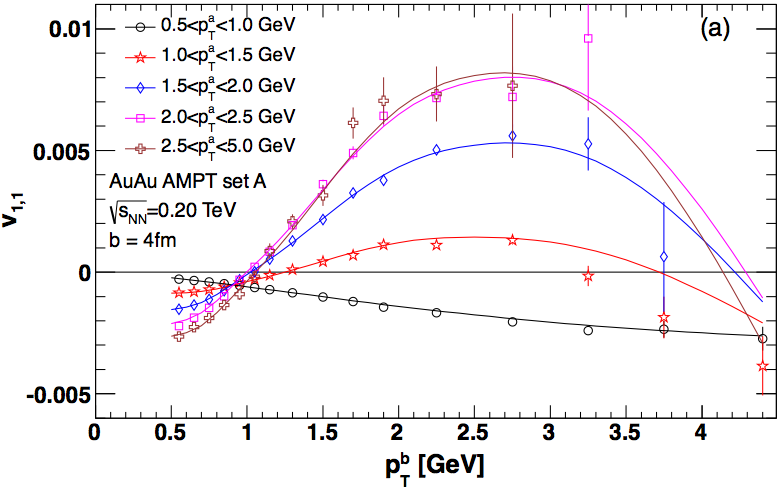 0.01
0.005
0
-0.005
v1,1
(a)
0.5<p_T^a<1.0 GeV
1.0<p_T^a<1.5 GeV
1.5<p_T^a<2.0 GeV
2.0<p_T^a<2.5 GeV
2.5<p_T^a<5.0 GeV
AuAu AMPT set A
√s_NN=0.20 TeV
b = 4fm
0 0.5 1 1.5 2 2.5 3 3.5 4
p_T^b [GeV]